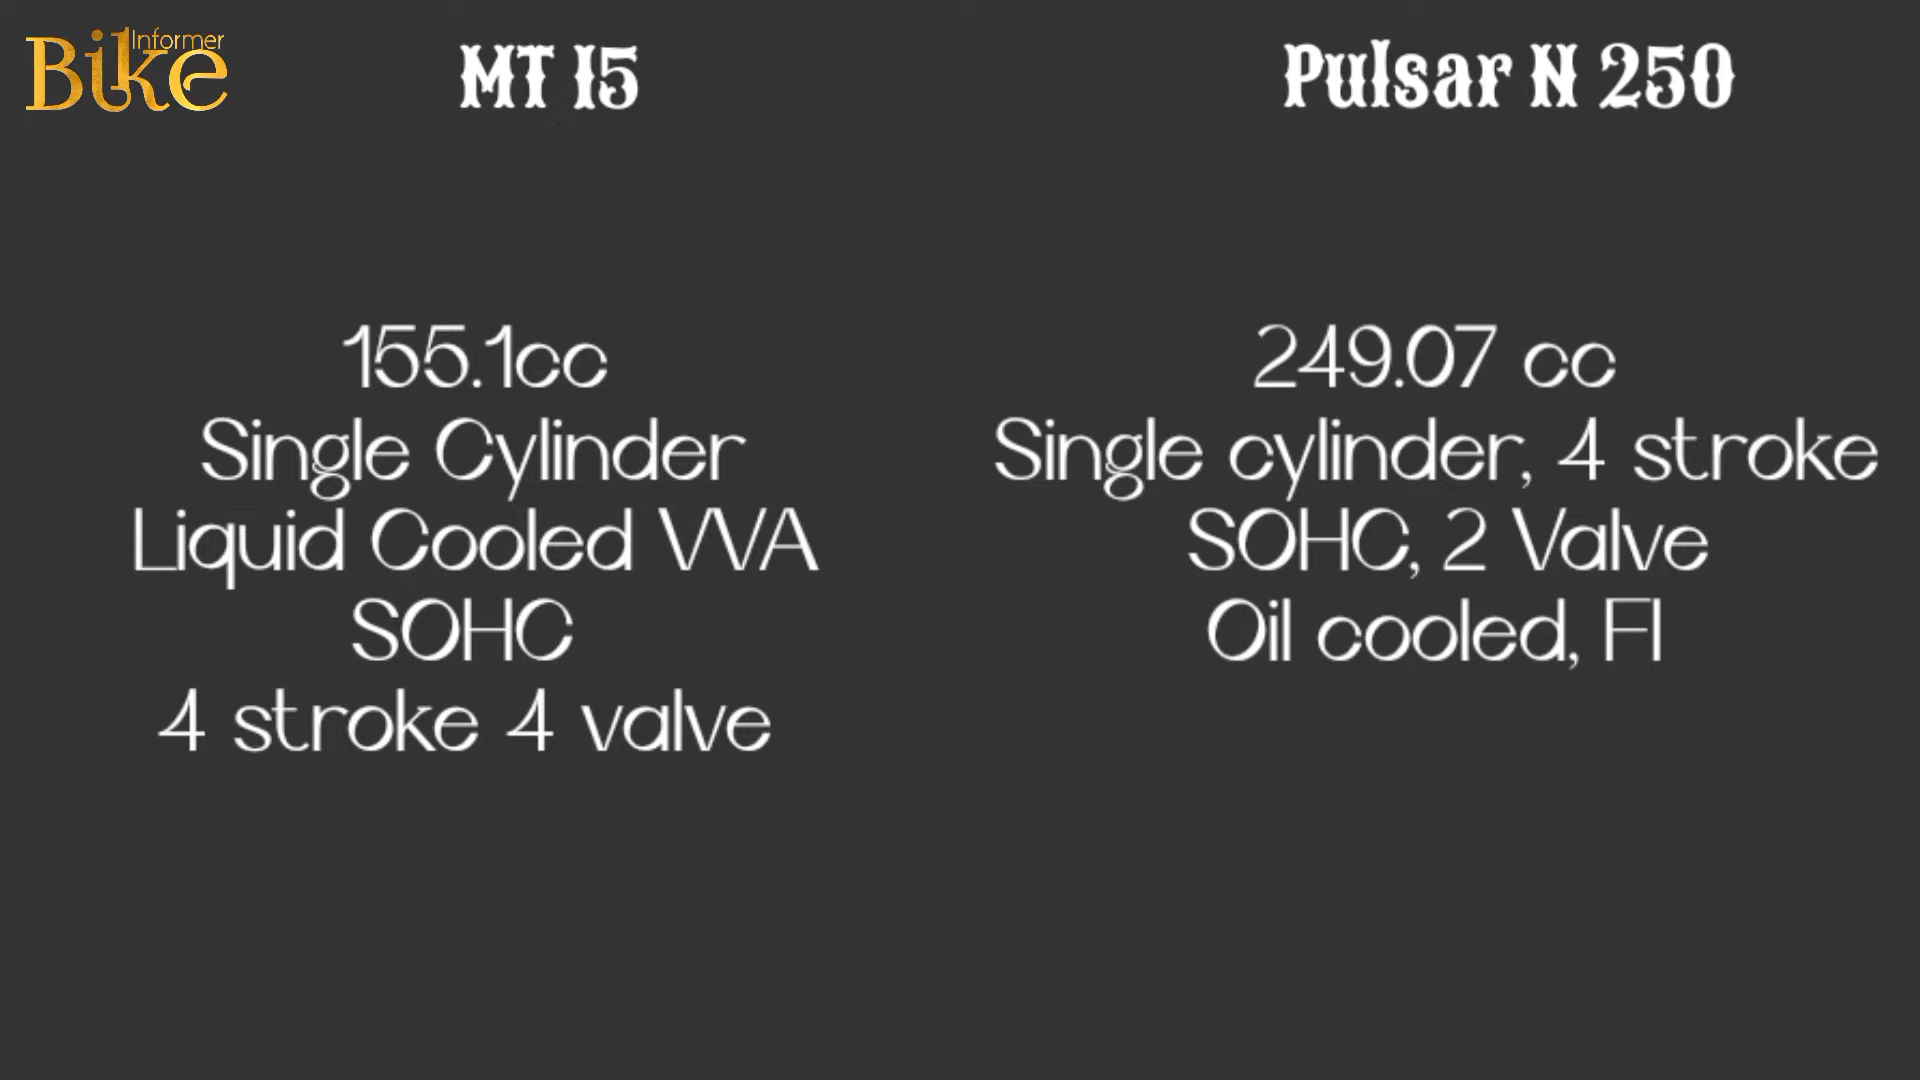 Bike Informer
MT 15
Pulsar N 250
155.1cc
Single Cylinder
Liquid Cooled VVA
SOHC
4 stroke 4 valve
249.07 cc
Single cylinder, 4 stroke
SOHC, 2 Valve
Oil cooled, FI